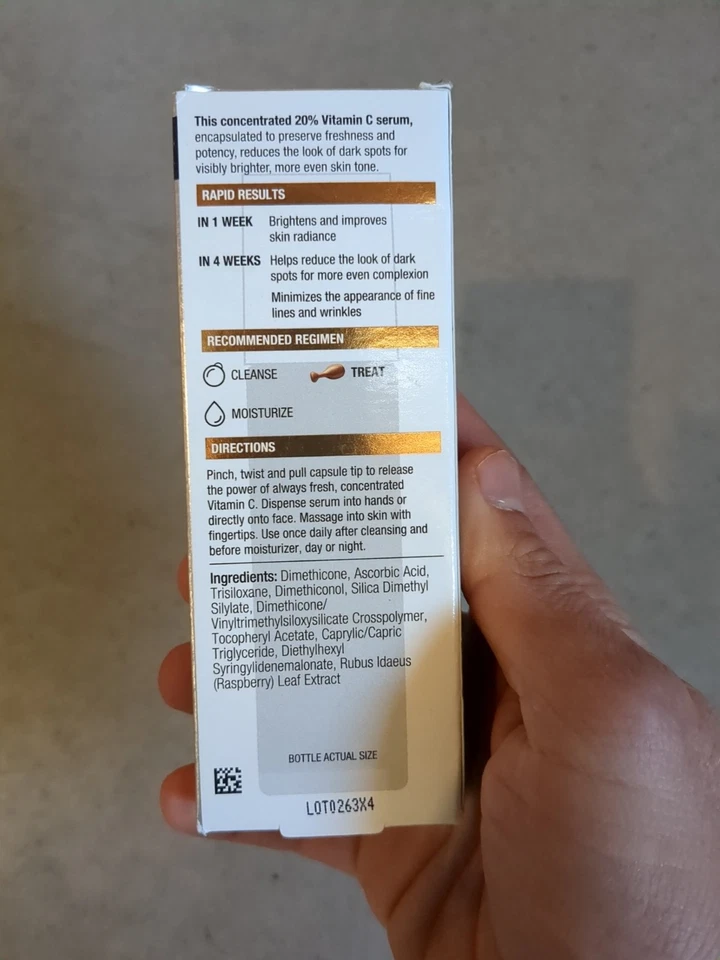 This concentrated 20% Vitamin C serum,
encapsulated to preserve freshness and
potency, reduces the look of dark spots for
visibly brighter, more even skin tone.
RAPID RESULTS
IN 1 WEEK Brightens and improves
skin radiance
IN 4 WEEKS Helps reduce the look of dark
spots for more even complexion
Minimizes the appearance of fine
lines and wrinkles
RECOMMENDED REGIMEN
CLEANSE TREAT
MOISTURIZE
DIRECTIONS
Pinch, twist and pull capsule tip to release
the power of always fresh, concentrated
Vitamin C. Dispense serum into hands or
directly onto face. Massage into skin with
fingertips. Use once daily after cleansing and
before moisturizer, day or night.
Ingredients: Dimethicone, Ascorbic Acid,
Trisiloxane, Dimethiconol, Silica Dimethyl
Silylate, Dimethicone/
Vinyltrimethylsiloxysilicate Crosspolymer,
Tocopheryl Acetate, Caprylic/Capric
Triglyceride, Diethylhexyl
Syringylidenemalonate, Rubus Idaeus
(Raspberry) Leaf Extract
BOTTLE ACTUAL SIZE
LOT0263X4